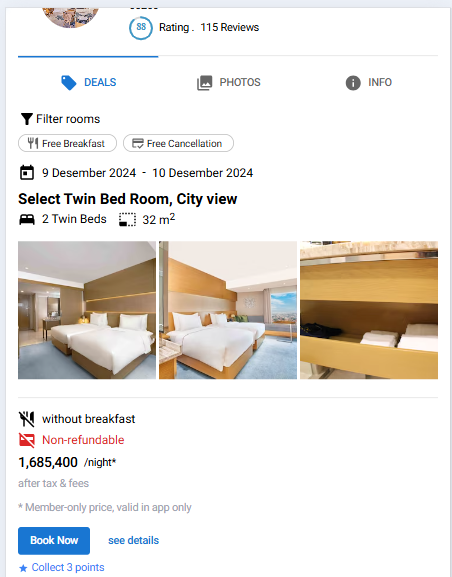 88 Rating . 115 Reviews
DEALS PHOTOS INFO
Filter rooms
Free Breakfast Free Cancellation
9 Desember 2024 - 10 Desember 2024
Select Twin Bed Room, City view
2 Twin Beds 32 m2
without breakfast
Non-refundable
1,685,400 /night*
after tax & fees
* Member-only price, valid in app only
Book Now see details
Collect 3 points